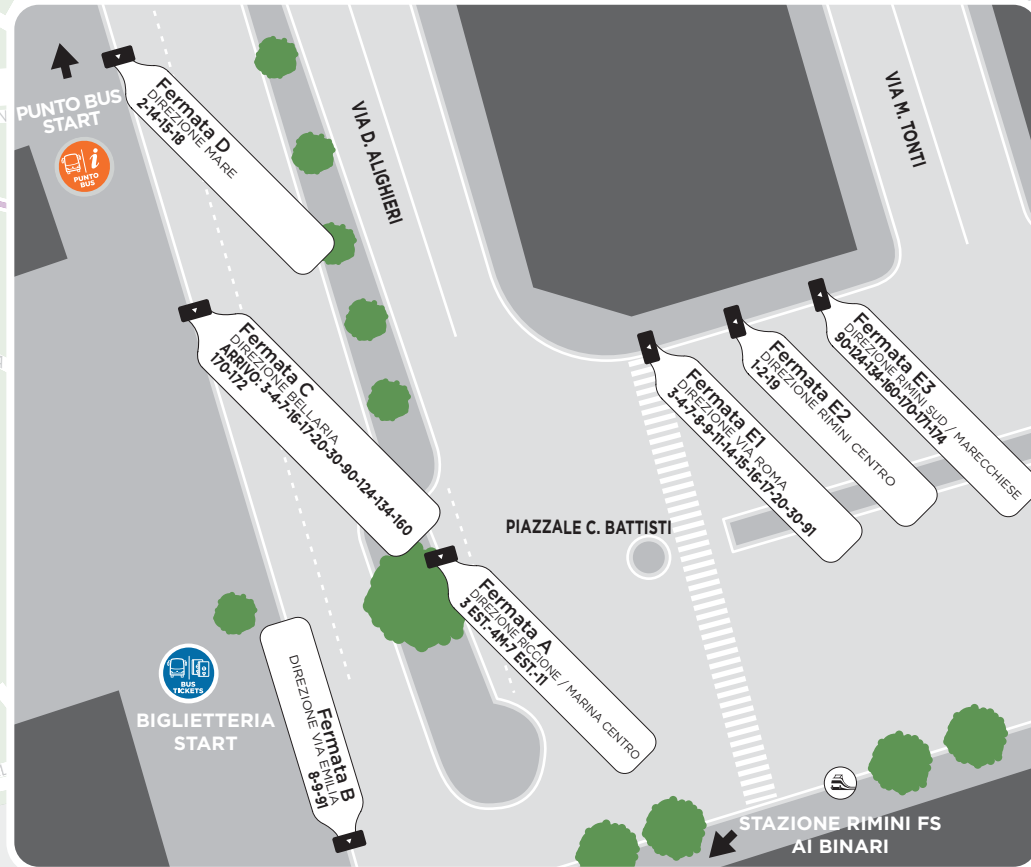 PUNTO BUS
START
PUNTO
BUS
Fermata D
DIREZIONE MARE
2-14-15-18
VIA D. ALIGHIERI
VIA M. TONTI
Fermata C
DIREZIONE BELLARIA
ARRIVO: 3-4-7-16-17-20-30-90-124-134-160
170-172
Fermata E1
DIREZIONE VIA ROMA
3-4-7-8-9-11-14-15-16-17-20-30-91
Fermata E2
DIREZIONE RIMINI CENTRO
1-2-19
Fermata E3
DIREZIONE RIMINI SUD / MARECCHIESE
90-124-134-160-170-171-174
PIAZZALE C. BATTISTI
Fermata A
DIREZIONE RICCIONE / MARINA CENTRO
3 EST.-4M-7 EST.-11
BUS
TICKETS
BIGLIETTERIA
START
Fermata B
DIREZIONE VIA EMILIA
8-9-91
STAZIONE RIMINI FS
AI BINARI